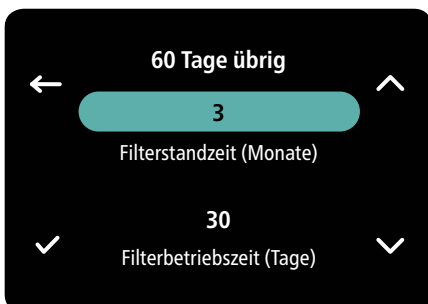 60 Tage übrig
3
Filterstandzeit (Monate)
30
Filterbetriebszeit (Tage)